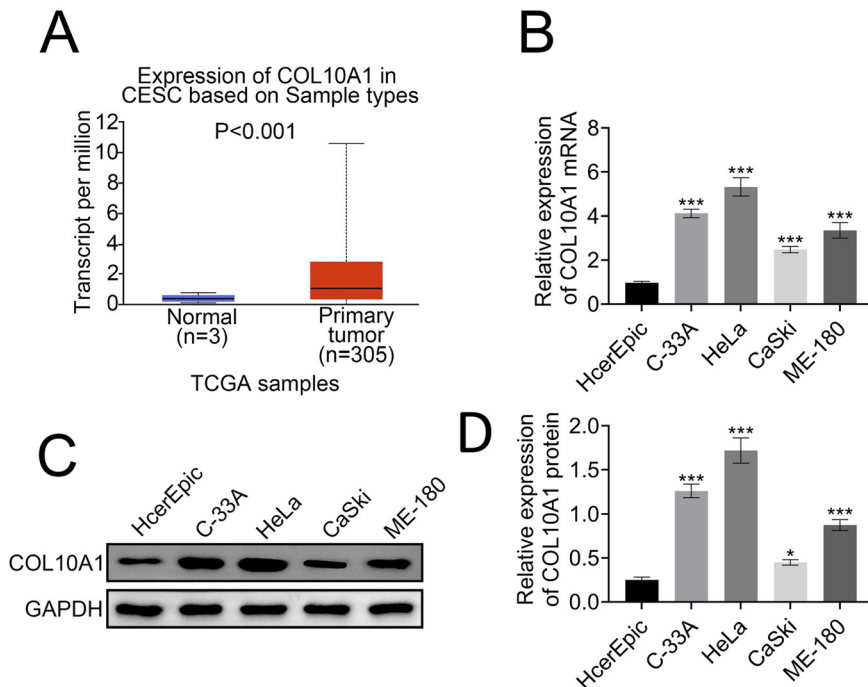 A
Expression of COL10A1 in
CESC based on Sample types
P<0.001
Transcript per million
12
10
8
6
4
2
0
Normal
(n=3)
Primary
tumor
(n=305)
TCGA samples
B
Relative expression
of COL10A1 mRNA
8
6
4
2
0
***
***
***
***
HcerEpic
C-33A
HeLa
CaSki
ME-180
C
HcerEpic
C-33A
HeLa
CaSki
ME-180
COL10A1
GAPDH
D
Relative expression
of COL10A1 protein
2.0
1.5
1.0
0.5
0.0
***
***
*
***
HcerEpic
C-33A
HeLa
CaSki
ME-180